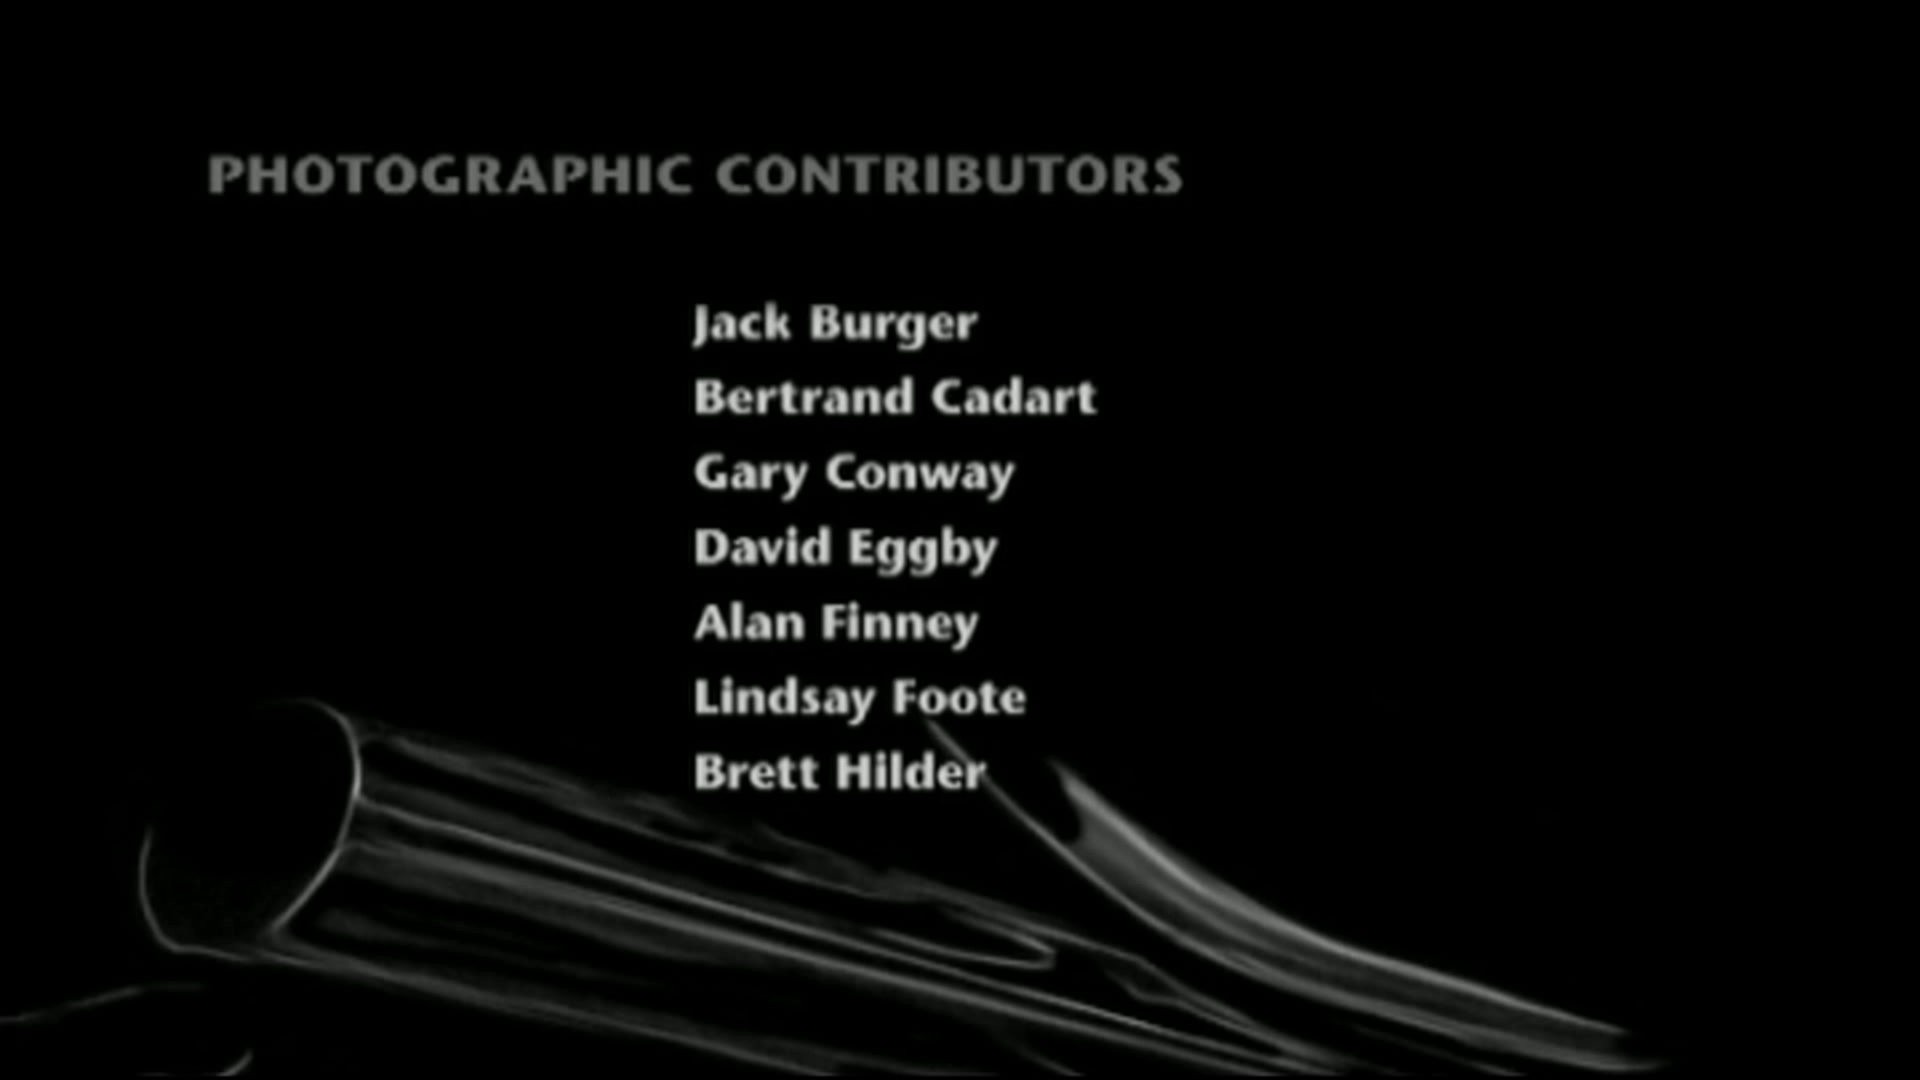 PHOTOGRAPHIC CONTRIBUTORS
Jack Burger
Bertrand Cadart
Gary Conway
David Eggby
Alan Finney
Lindsay Foote
Brett Hilder